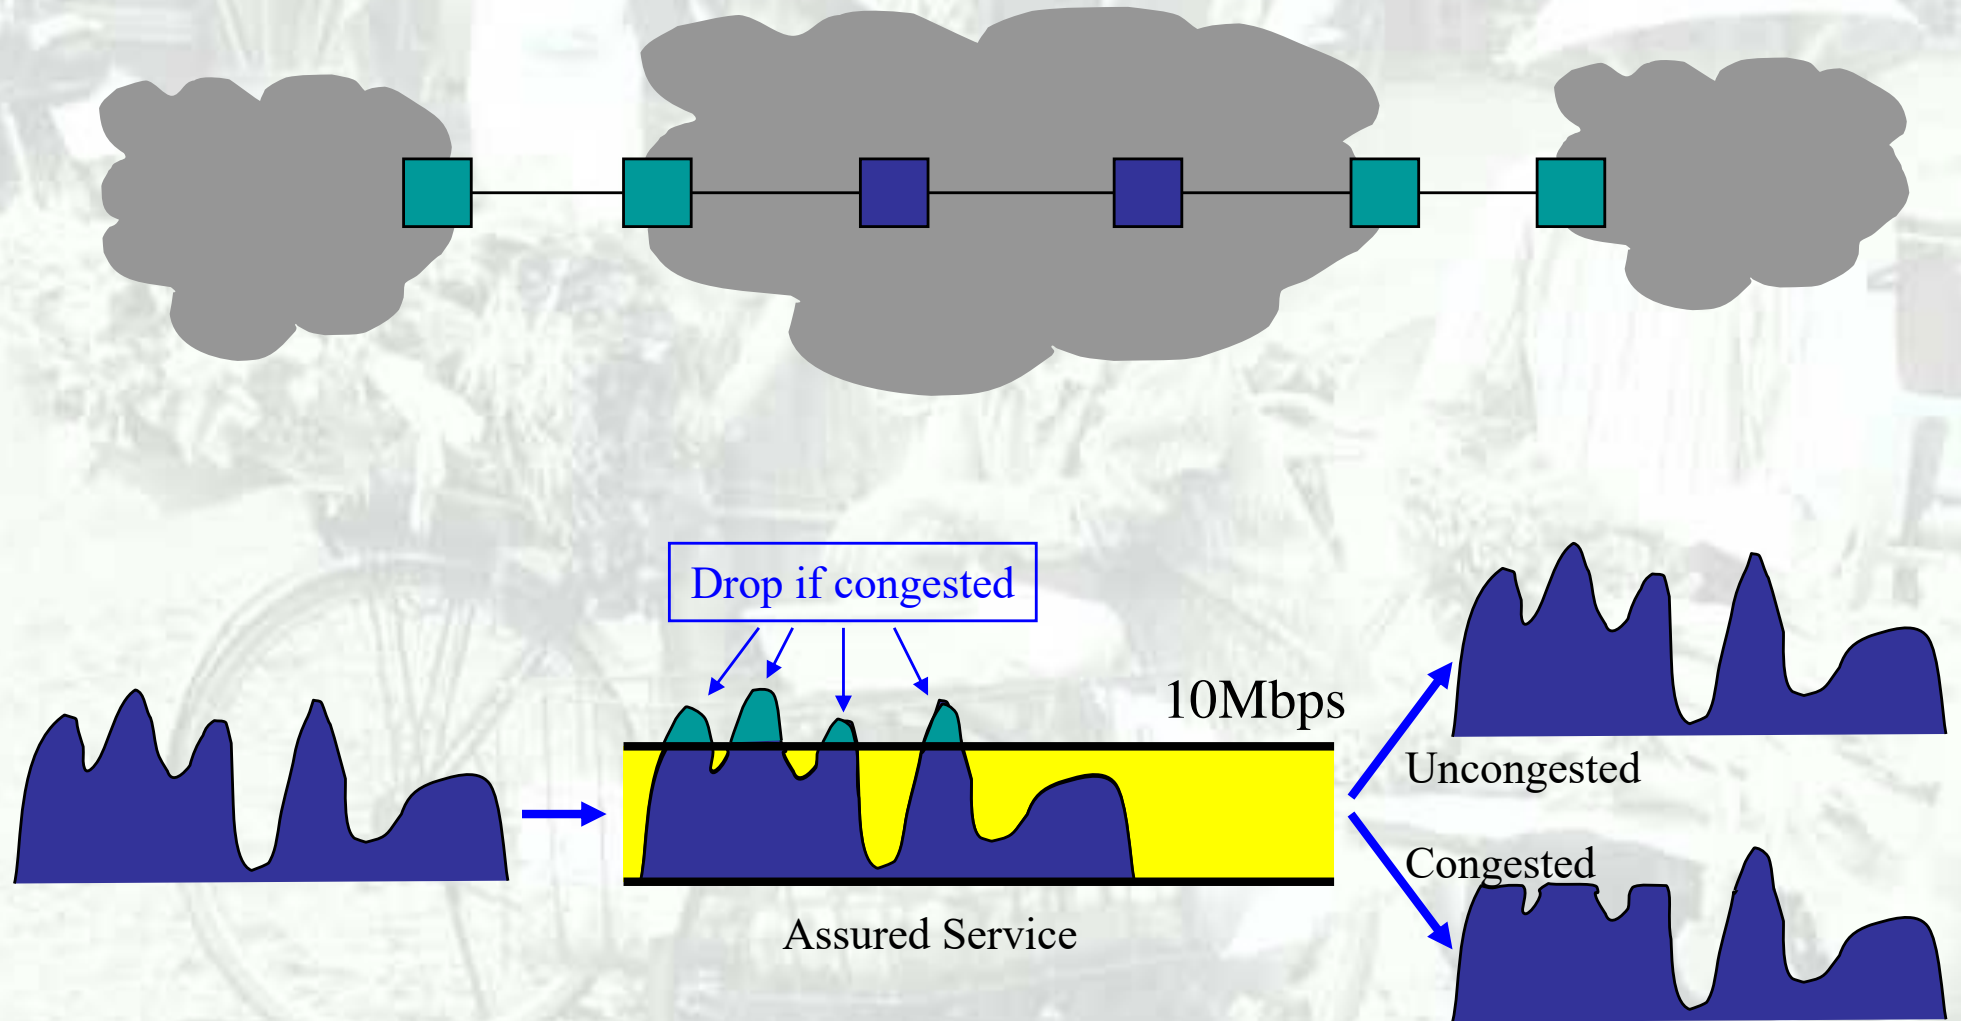 Drop if congested
10Mbps
Uncongested
Congested
Assured Service